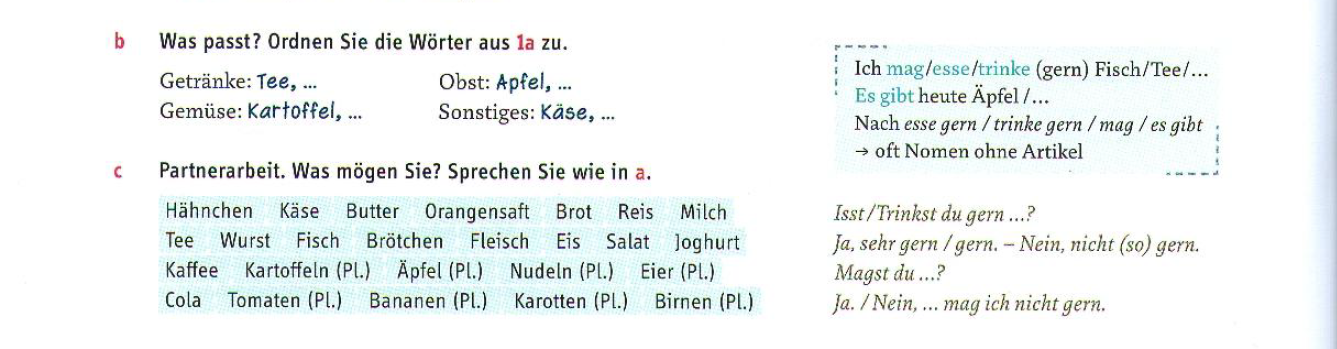 b Was passt? Ordnen Sie die Wörter aus 1a zu.
Getränke: Tee, ... Obst: Apfel, ...
Gemüse: Kartoffel, ... Sonstiges: Käse, ...
c Partnerarbeit. Was mögen Sie? Sprechen Sie wie in a.
Hähnchen Käse Butter Orangensaft Brot Reis Milch
Tee Wurst Fisch Brötchen Fleisch Eis Salat Joghurt
Kaffee Kartoffeln (Pl.) Äpfel (Pl.) Nudeln (Pl.) Eier (Pl.)
Cola Tomaten (Pl.) Bananen (Pl.) Karotten (Pl.) Birnen (Pl.)
Ich mag/esse/trinke (gern) Fisch/Tee/...
Es gibt heute Äpfel/...
Nach esse gern / trinke gern / mag / es gibt
→ oft Nomen ohne Artikel
Isst/Trinkst du gern ...?
Ja, sehr gern / gern. – Nein, nicht (so) gern.
Magst du ...?
Ja. / Nein, ... mag ich nicht gern.